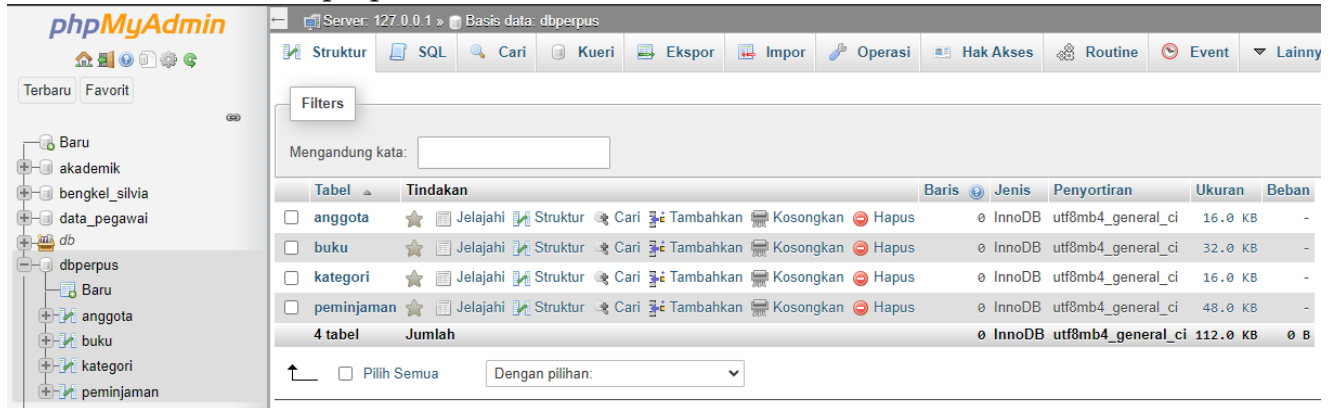 phpMyAdmin
Terbaru Favorit
Baru
akademik
bengkel_silvia
data_pegawai
db
dbperpus
Baru
anggota
buku
kategori
peminjaman
← Server: 127.0.0.1 » Basis data: dbperpus
Struktur SQL Cari Kueri Ekspor Impor Operasi Hak Akses Routine Event Lainny
Filters
Mengandung kata:
Tabel Tindakan Baris Jenis Penyortiran Ukuran Beban
anggota Jelajahi Struktur Cari Tambahkan Kosongkan Hapus 0 InnoDB utf8mb4_general_ci 16.0 KB -
buku Jelajahi Struktur Cari Tambahkan Kosongkan Hapus 0 InnoDB utf8mb4_general_ci 32.0 KB -
kategori Jelajahi Struktur Cari Tambahkan Kosongkan Hapus 0 InnoDB utf8mb4_general_ci 16.0 KB -
peminjaman Jelajahi Struktur Cari Tambahkan Kosongkan Hapus 0 InnoDB utf8mb4_general_ci 48.0 KB -
4 tabel Jumlah 0 InnoDB utf8mb4_general_ci 112.0 KB 0 B
Pilih Semua Dengan pilihan: